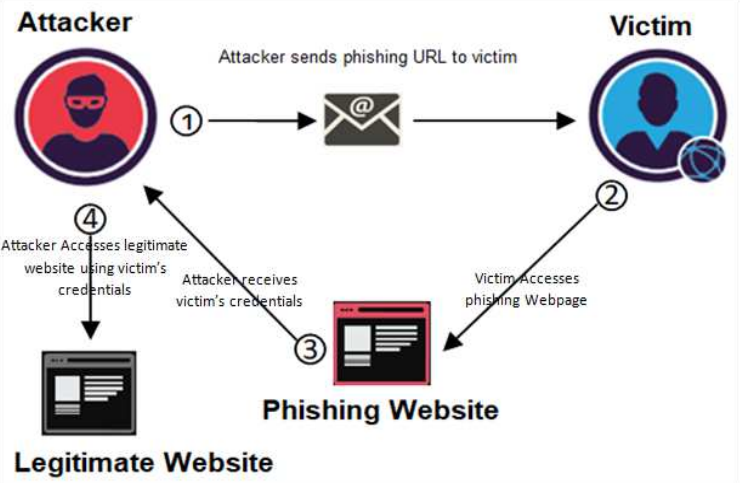 Attacker
Victim
Attacker sends phishing URL to victim
@
1
2
4
Attacker Accesses legitimate
website using victim's
credentials
Attacker receives
victim's credentials
Victim Accesses
phishing Webpage
3
Phishing Website
Legitimate Website